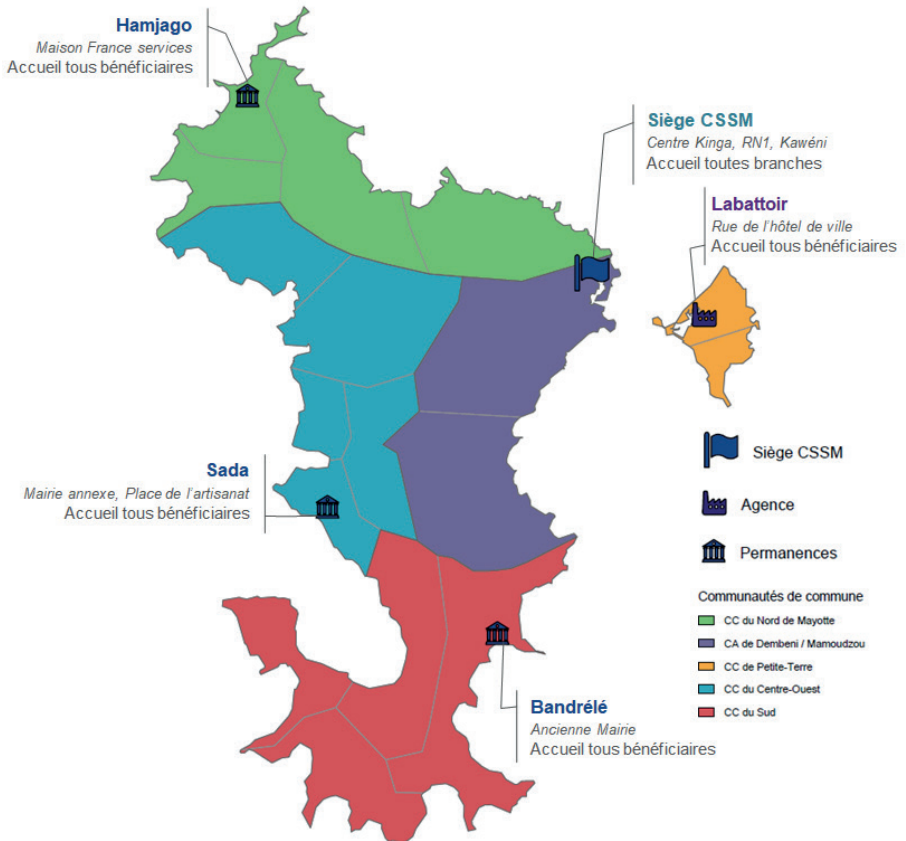 Hamjago
Maison France services
Accueil tous bénéficiaires
Siège CSSM
Centre Kinga, RN1, Kawéni
Accueil toutes branches
Labattoir
Rue de l'hôtel de ville
Accueil tous bénéficiaires
Sada
Mairie annexe, Place de l'artisanat
Accueil tous bénéficiaires
Bandrélé
Ancienne Mairie
Accueil tous bénéficiaires
Siège CSSM
Agence
Permanences
Communautés de commune
CC du Nord de Mayotte
CA de Dembeni / Mamoudzou
CC de Petite-Terre
CC du Centre-Ouest
CC du Sud